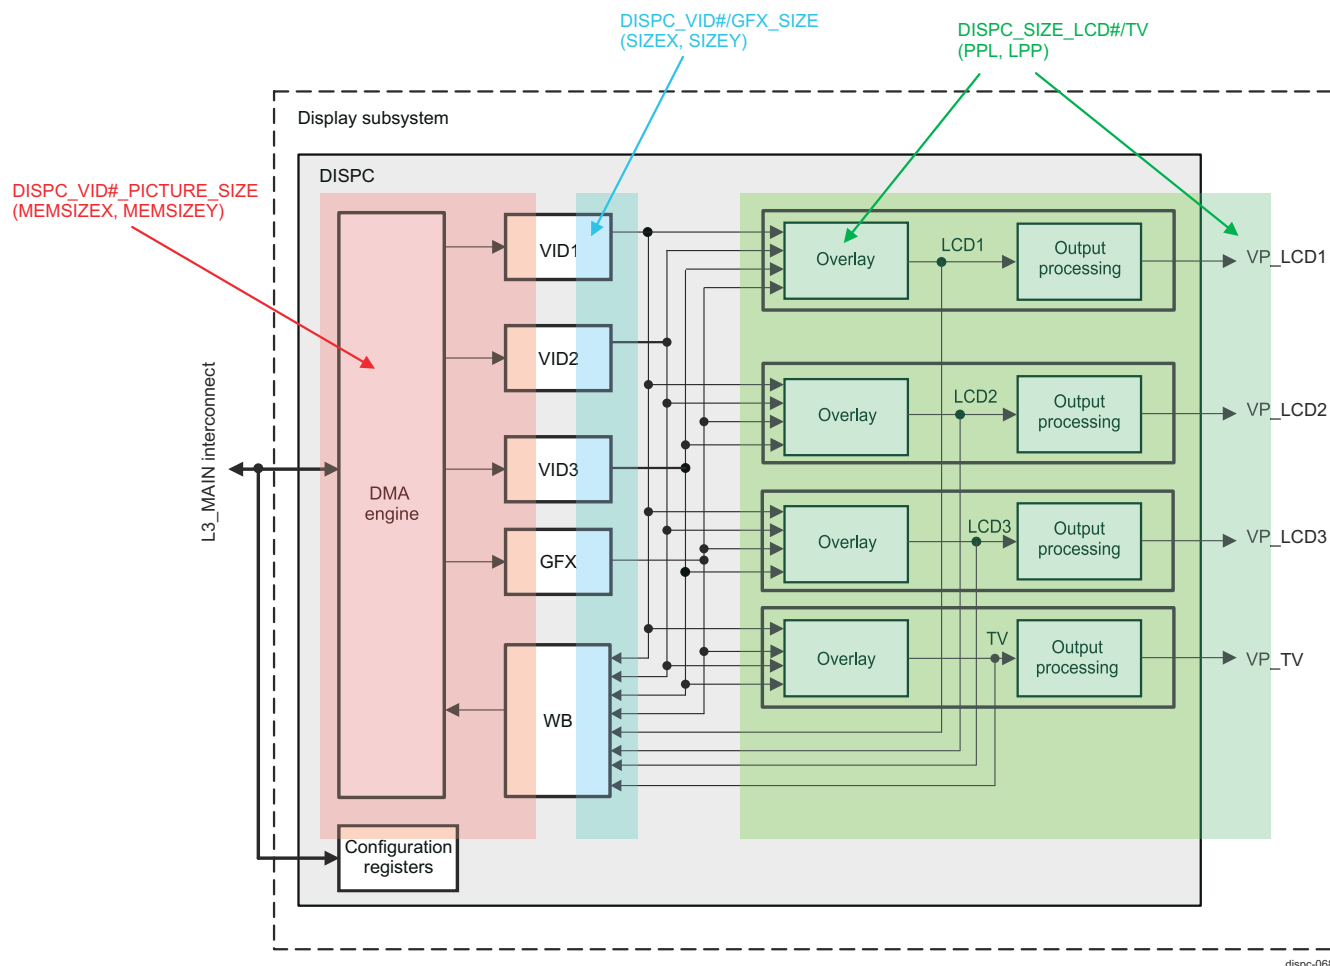 DISPC_VID#/GFX_SIZE
(SIZEX, SIZEY)
DISPC_SIZE_LCD#/TV
(PPL, LPP)
Display subsystem
DISPC
DISPC_VID#_PICTURE_SIZE
(MEMSIZEX, MEMSIZEY)
VID1
Overlay
LCD1
Output
processing
VP_LCD1
VID2
Overlay
LCD2
Output
processing
VP_LCD2
L3_MAIN interconnect
DMA
engine
VID3
Overlay
LCD3
Output
processing
VP_LCD3
GFX
Overlay
TV
Output
processing
VP_TV
WB
Configuration
registers
dispc-068